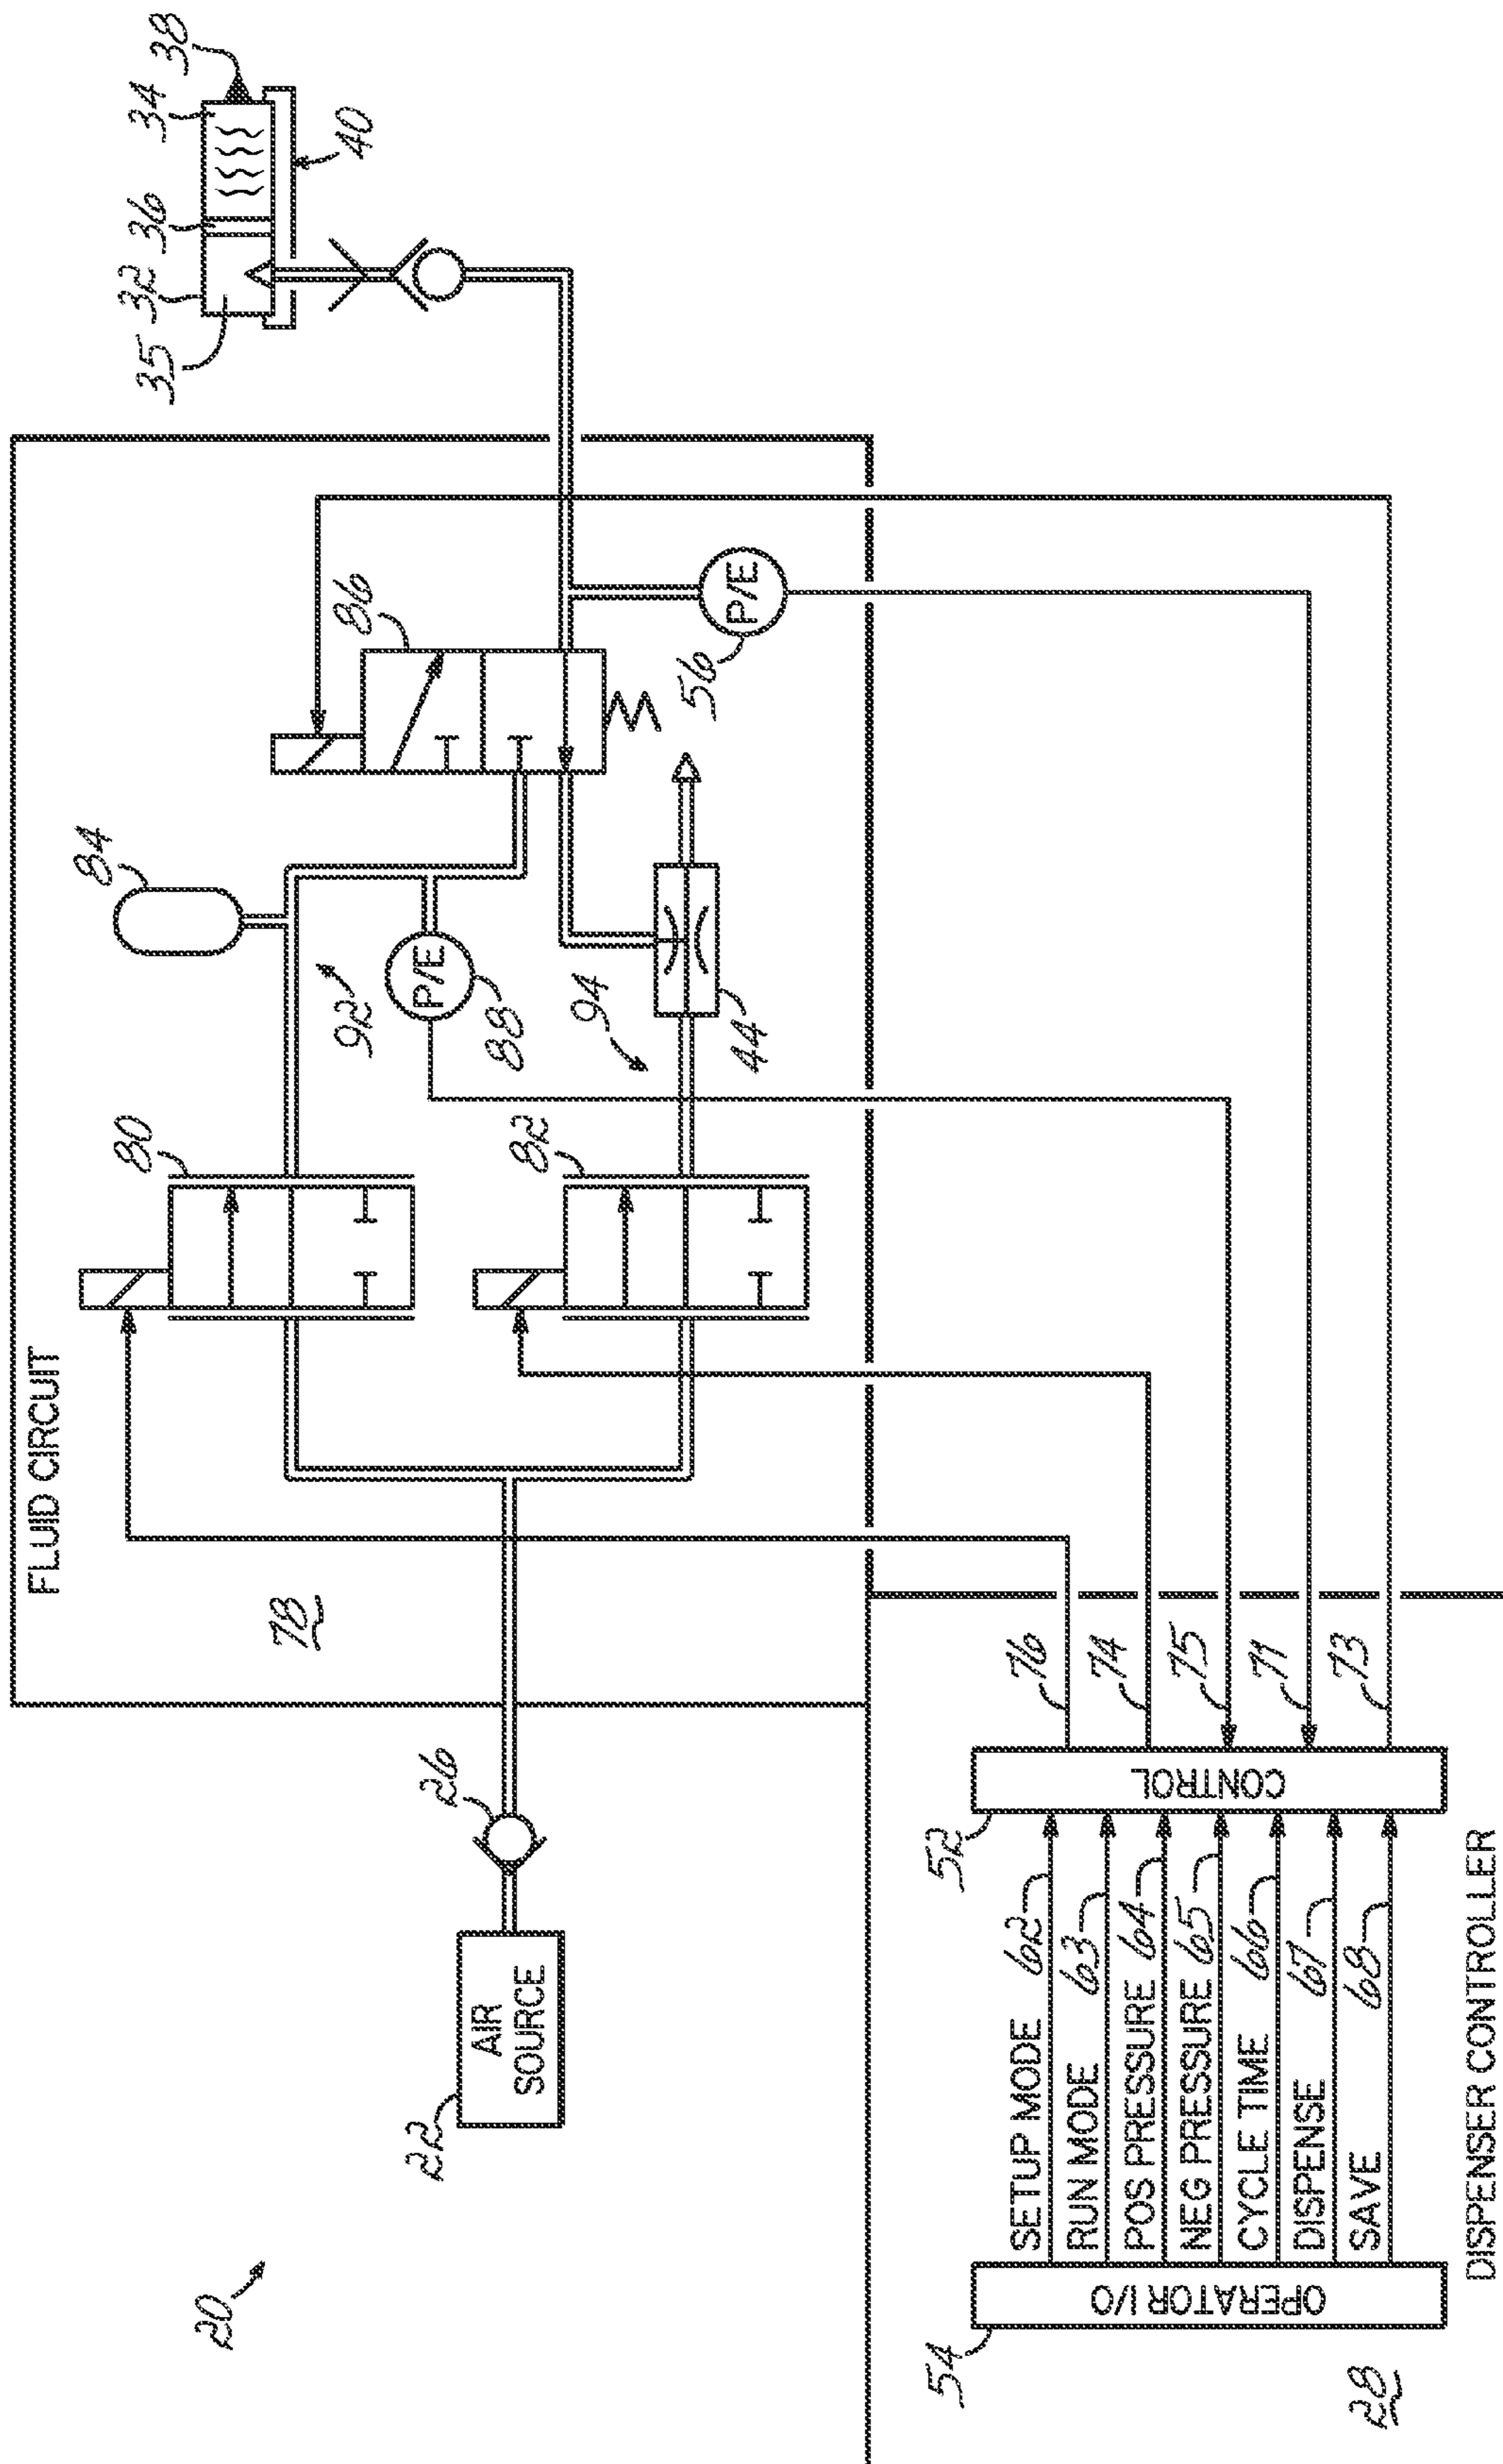 FLUID CIRCUIT
20
22
AIR
SOURCE
26
78
80
82
84
92
88
P/E
94
44
86
56
P/E
35
32
36
34
38
40
54
OPERATOR I/O
28
SETUP MODE 62
RUN MODE 63
POS PRESSURE 64
NEG PRESSURE 65
CYCLE TIME 66
DISPENSE 67
SAVE 68
52
CONTROL
76
74
75
71
73
DISPENSER CONTROLLER